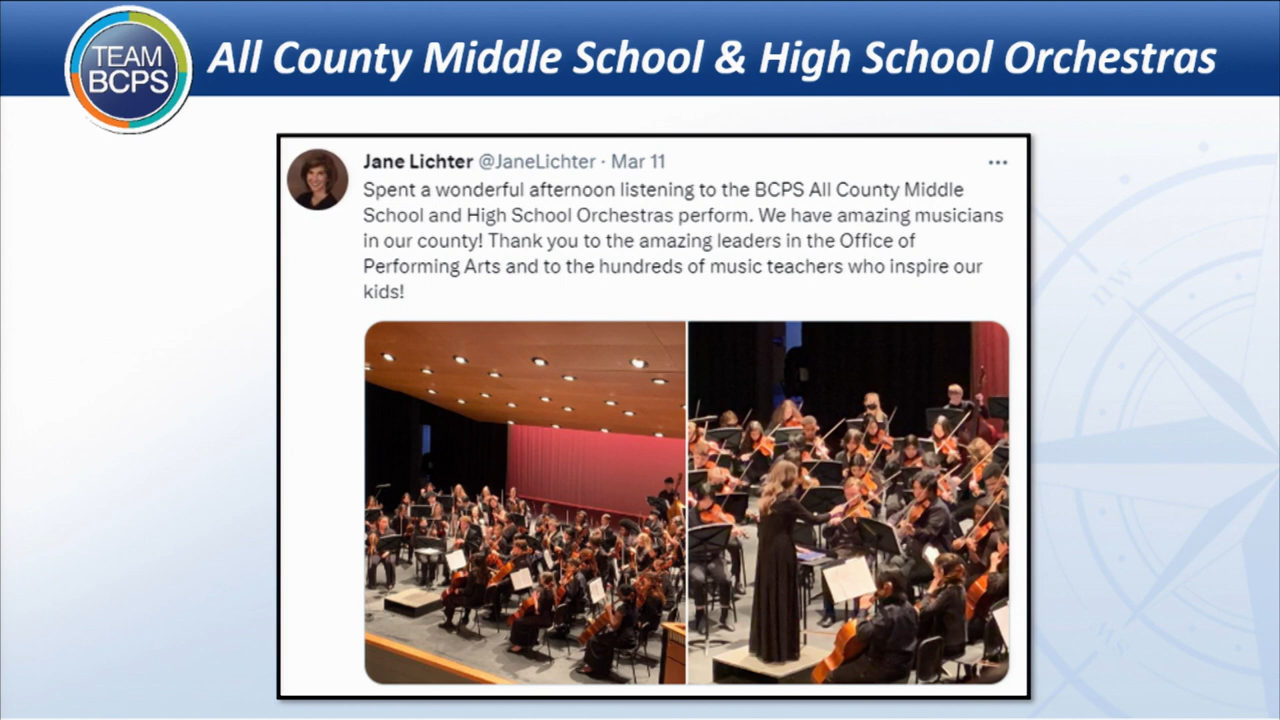 TEAM
BCPS
All County Middle School & High School Orchestras
Jane Lichter @JaneLichter · Mar 11
Spent a wonderful afternoon listening to the BCPS All County Middle
School and High School Orchestras perform. We have amazing musicians
in our county! Thank you to the amazing leaders in the Office of
Performing Arts and to the hundreds of music teachers who inspire our
kids!
NW